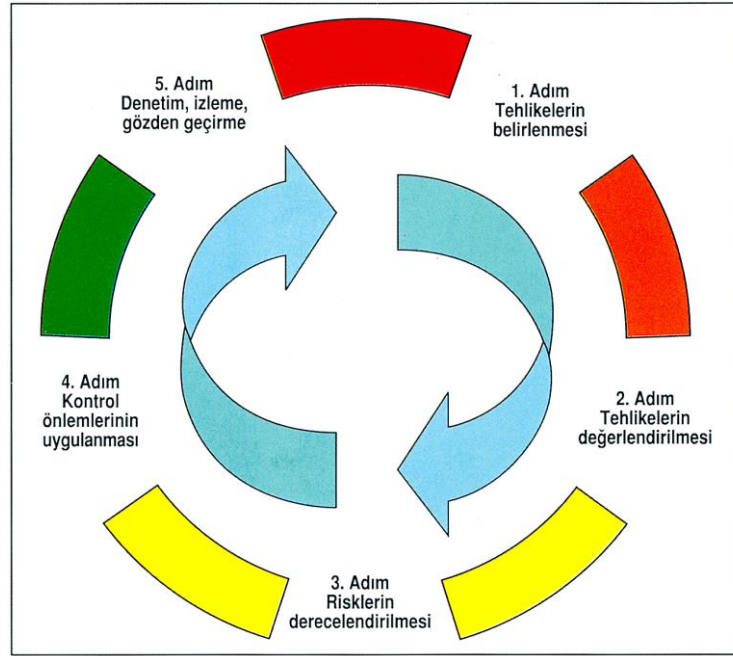 1. Adım
Tehlikelerin
belirlenmesi
2. Adım
Tehlikelerin
değerlendirilmesi
3. Adım
Risklerin
derecelendirilmesi
4. Adım
Kontrol
önlemlerinin
uygulanması
5. Adım
Denetim, izleme,
gözden geçirme